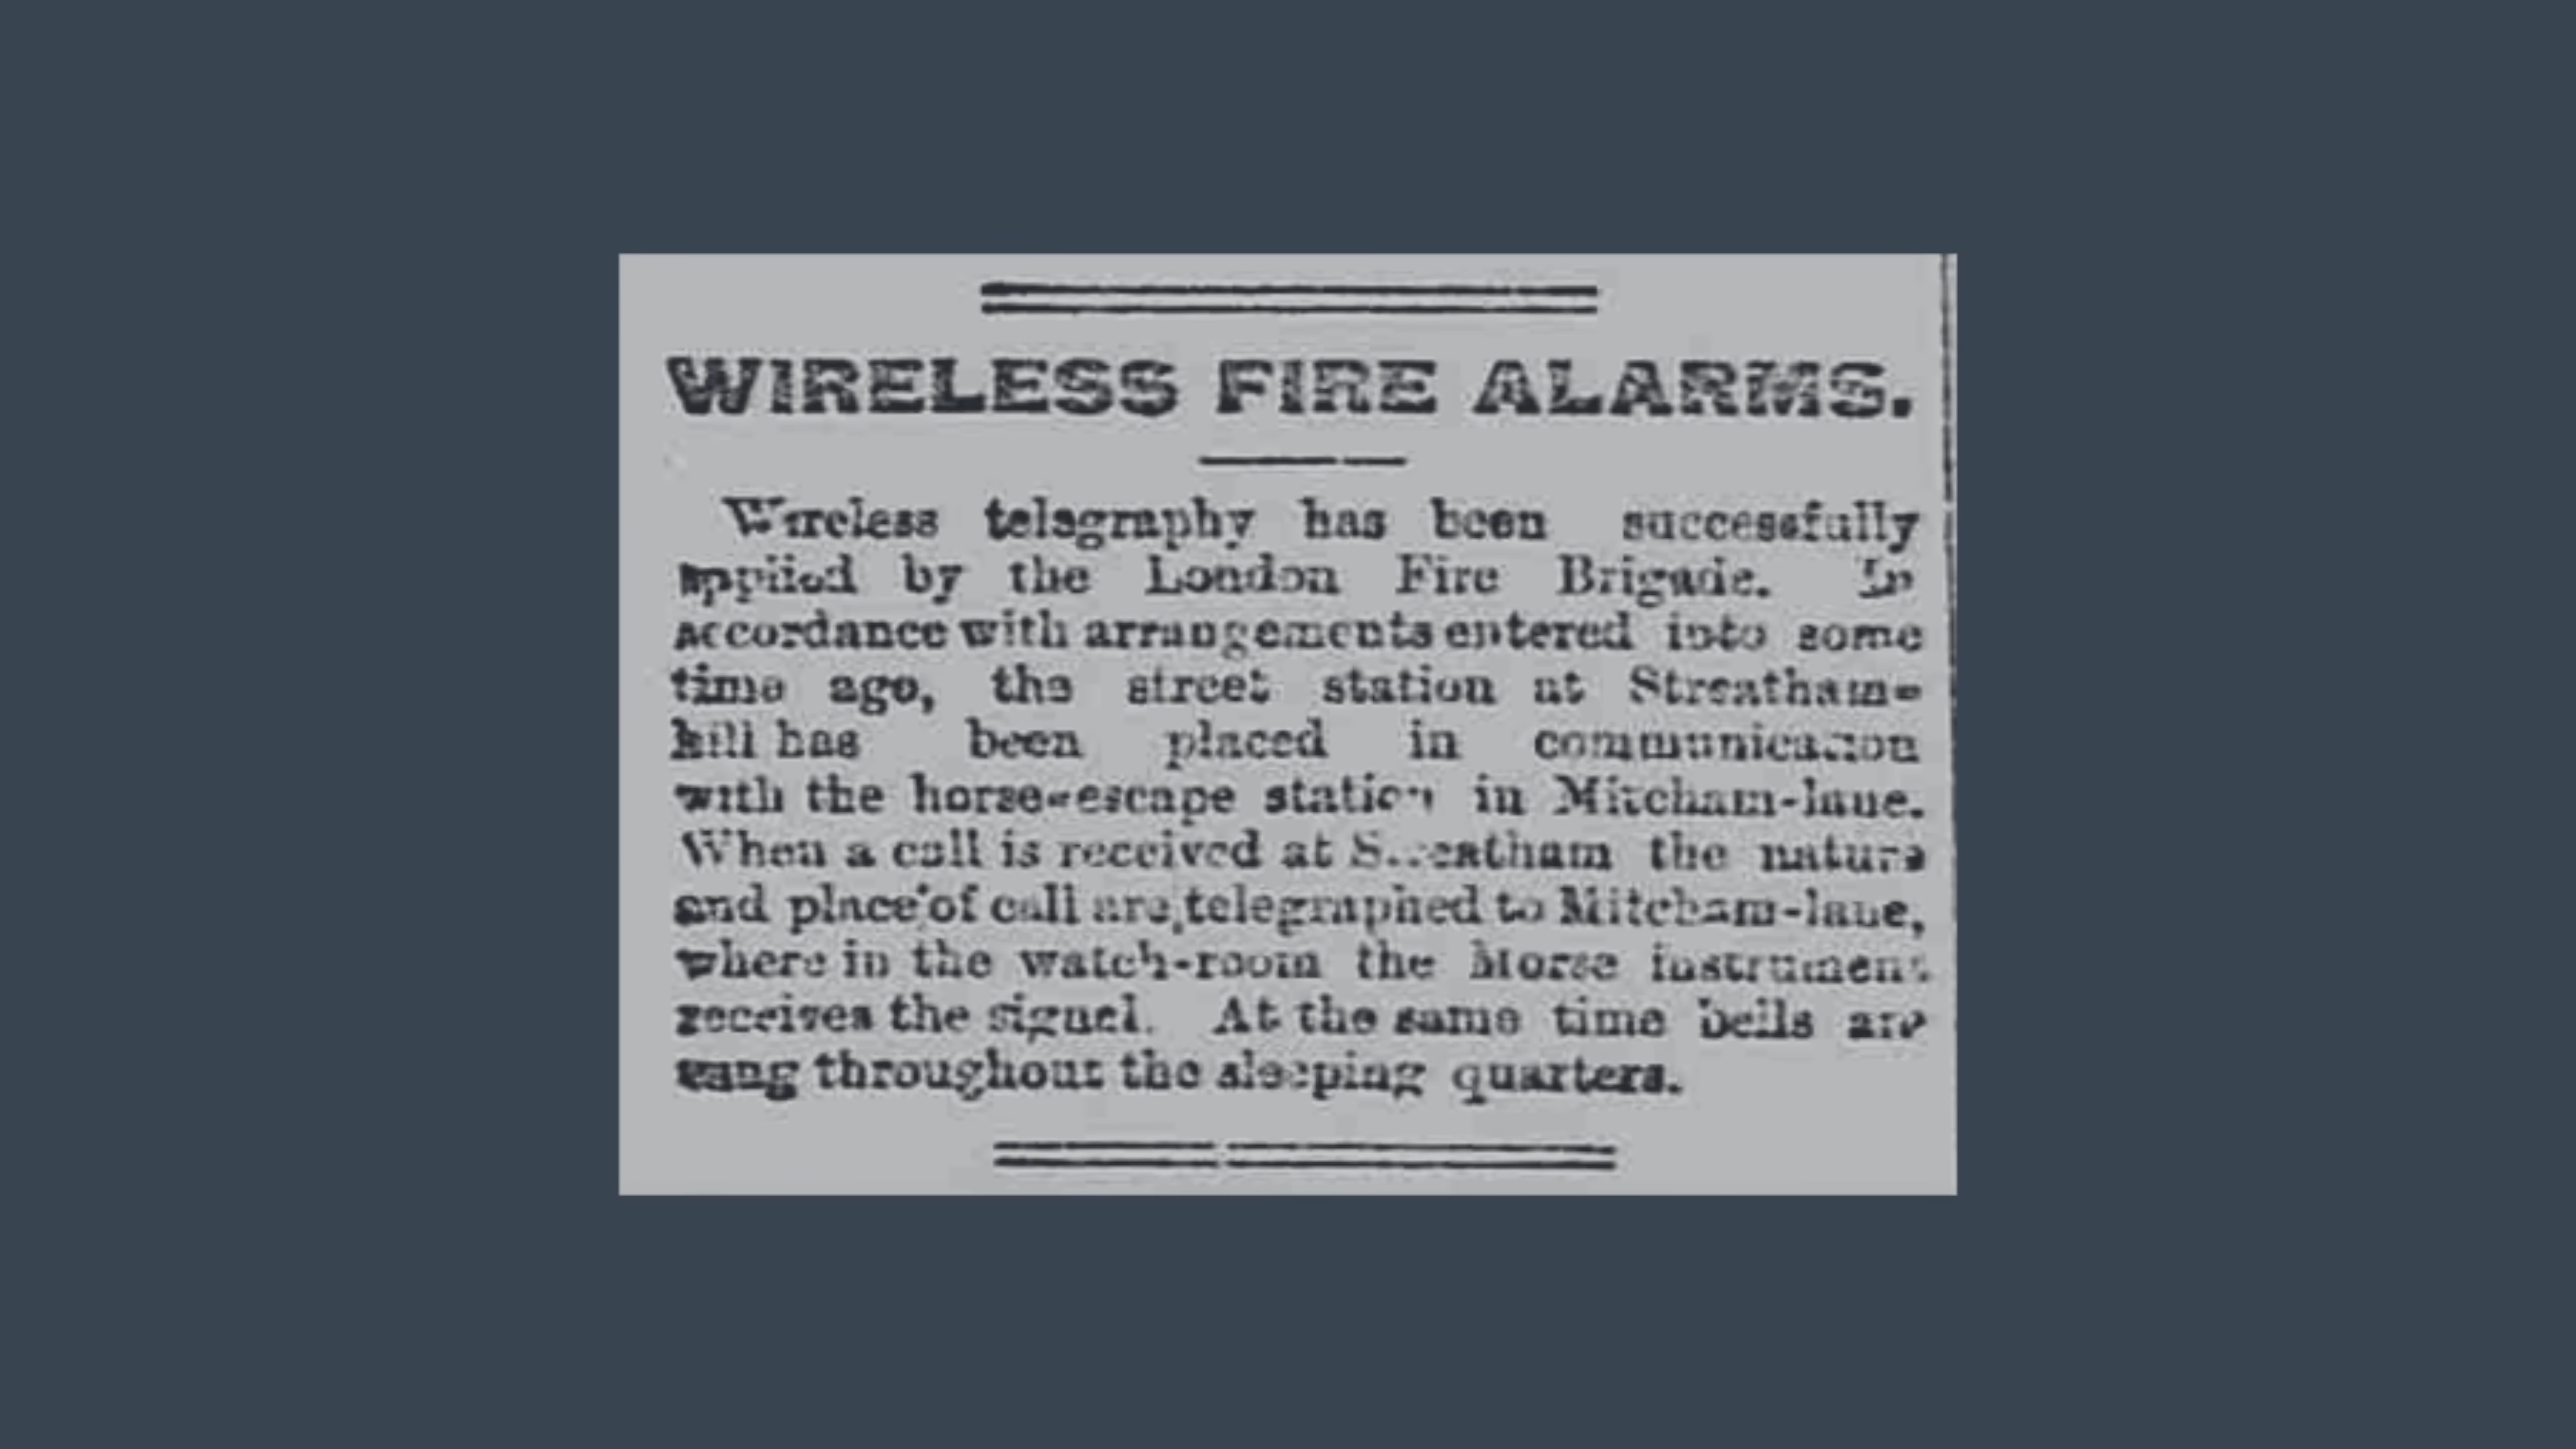 WIRELESS FIRE ALARMS.
Wireless telegraphy has been successfully
applied by the London Fire Brigade. In
accordance with arrangements entered into some
time ago, the street station at Streatham-
hill has been placed in communication
with the horse-escape station in Mitcham-lane.
When a call is received at Streatham the nature
and place of call are telegraphed to Mitcham-lane,
where in the watch-room the Morse instrument
receives the signal. At the same time bells are
rang throughout the sleeping quarters.